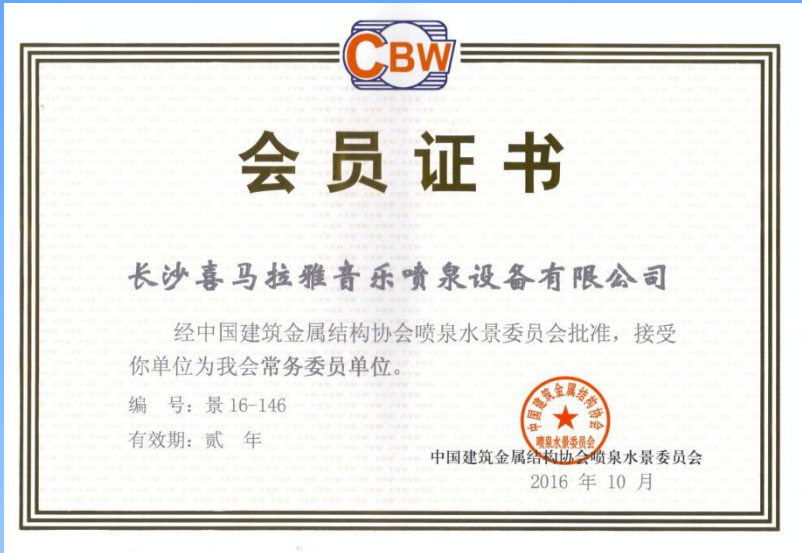 CBW
会员证书
长沙喜马拉雅音乐喷泉设备有限公司
经中国建筑金属结构协会喷泉水景委员会批准，接受
你单位为我会常务委员单位。
编 号：景 16-146
有效期：贰 年
中国建筑金属结构协会
喷泉水景委员会
中国建筑金属结构协会喷泉水景委员会
2016 年 10 月